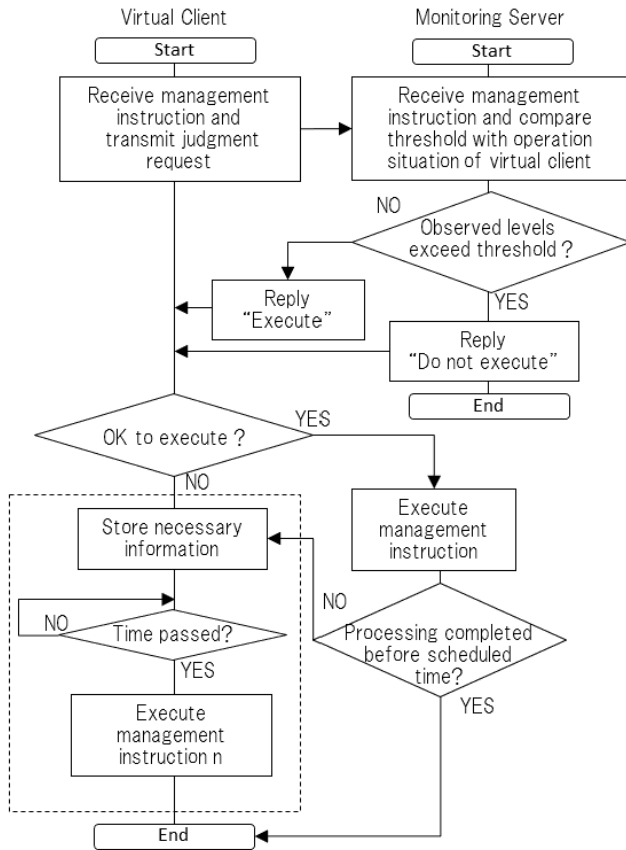 Virtual Client
Monitoring Server
Start
Start
Receive management
instruction and
transmit judgment
request
Receive management
instruction and compare
threshold with operation
situation of virtual client
NO
Observed levels
exceed threshold?
Reply
“Execute”
YES
Reply
“Do not execute”
End
OK to execute?
YES
NO
Execute
management
instruction
Store necessary
information
NO
Time passed?
NO
Processing completed
before scheduled
time?
YES
YES
Execute
management
instruction n
End